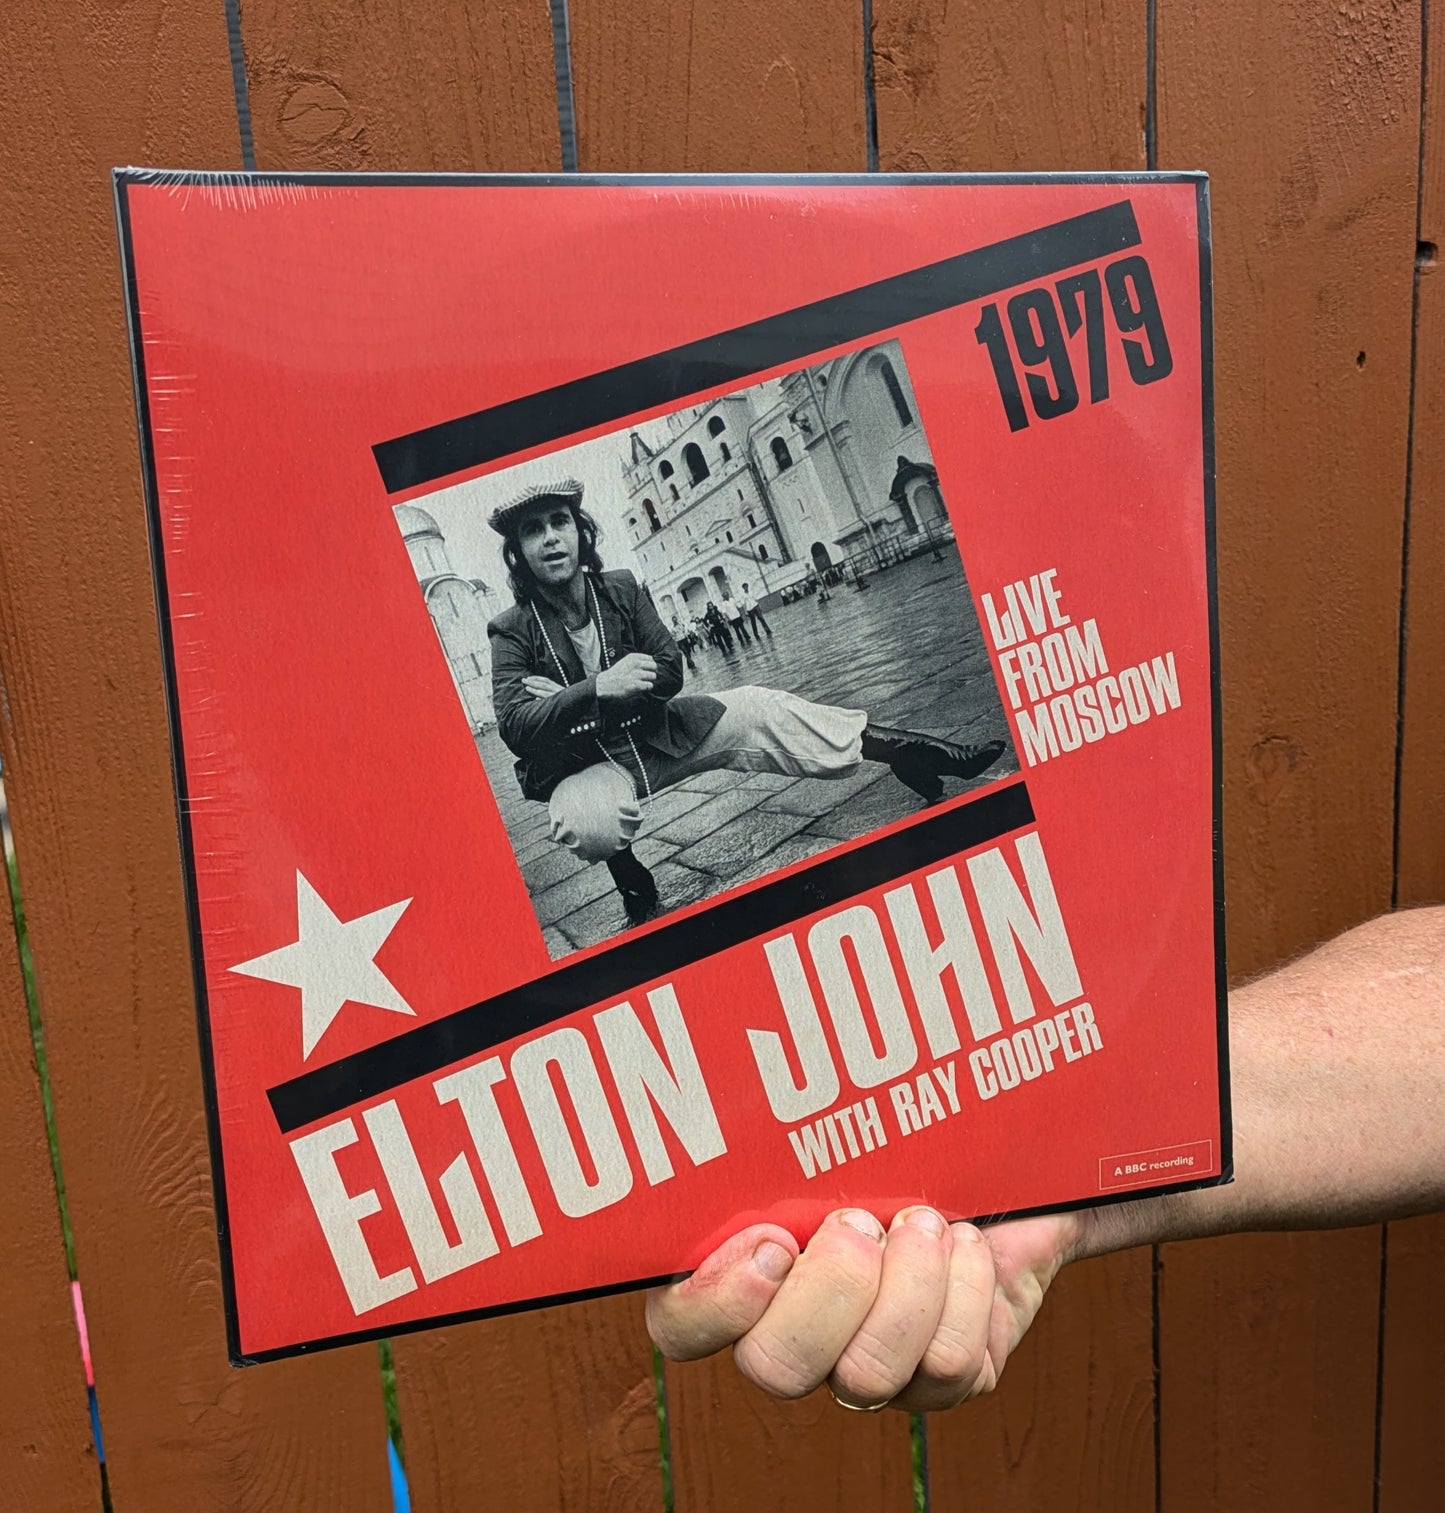 1979
LIVE
FROM
MOSCOW
ELTON JOHN
WITH RAY COOPER
A BBC recording